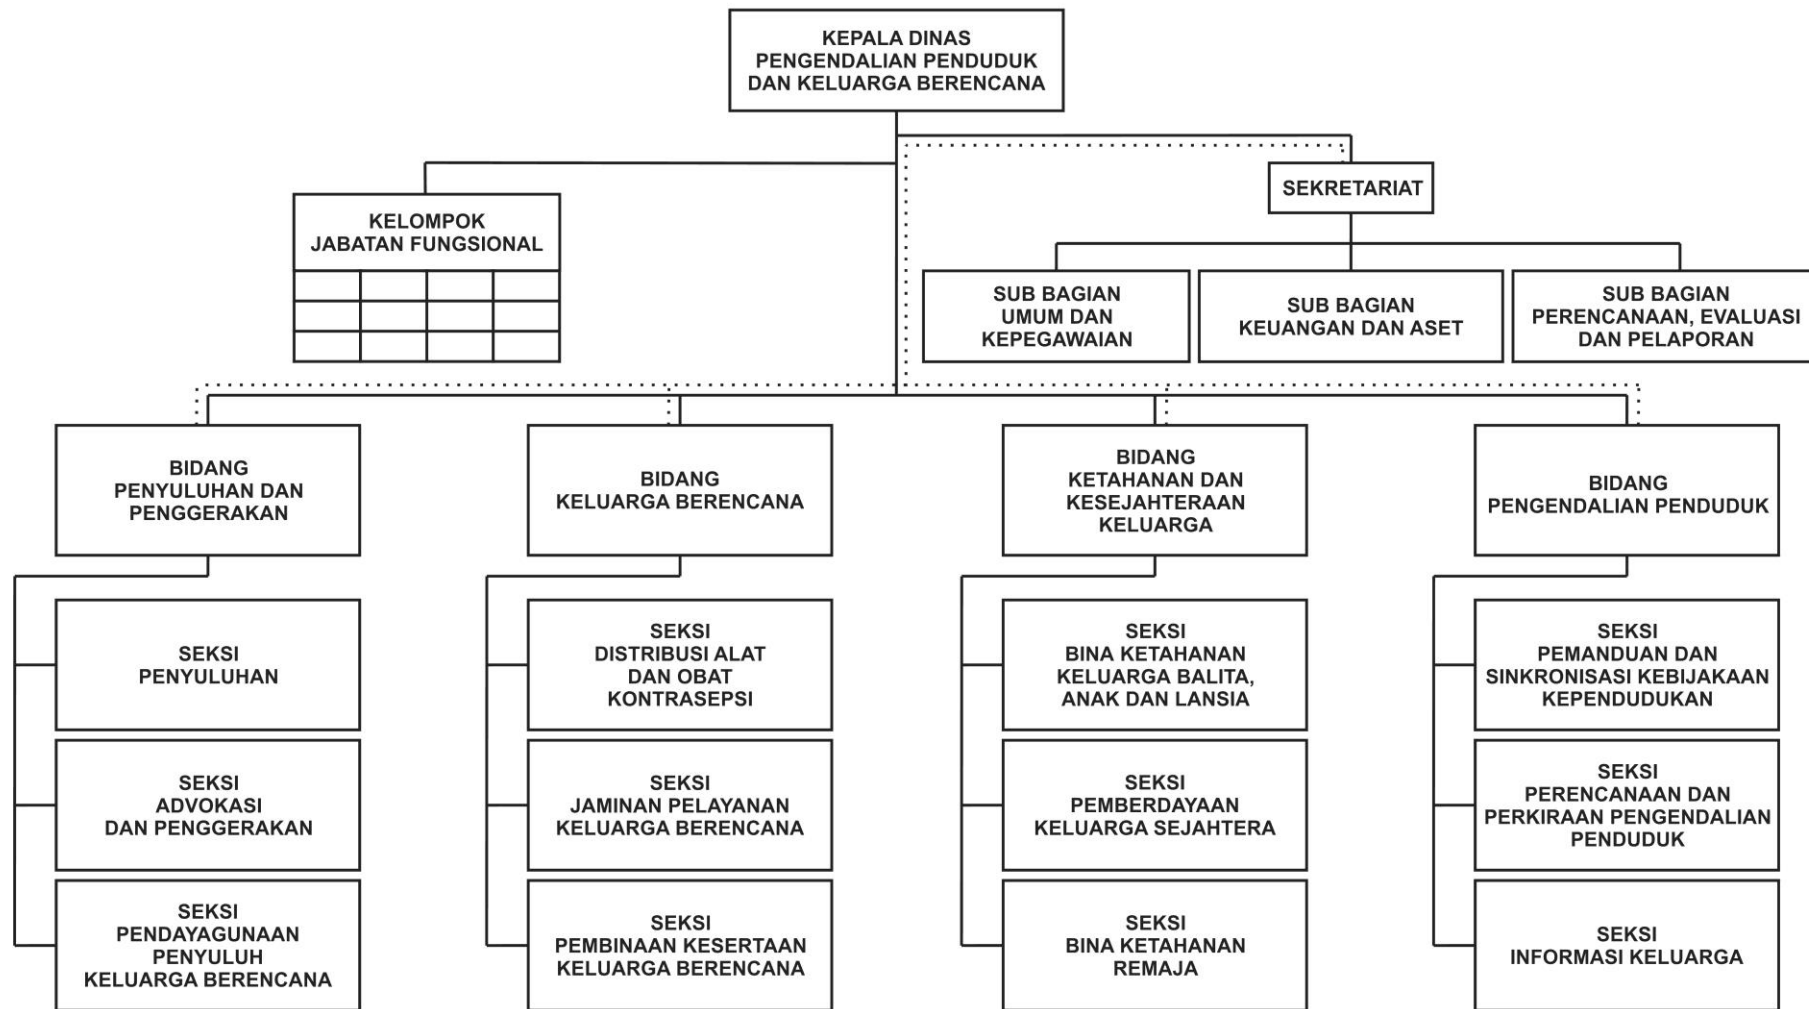 KEPALA DINAS
PENGENDALIAN PENDUDUK
DAN KELUARGA BERENCANA
SEKRETARIAT
KELOMPOK
JABATAN FUNGSIONAL
SUB BAGIAN
UMUM DAN
KEPEGAWAIAN
SUB BAGIAN
KEUANGAN DAN ASET
SUB BAGIAN
PERENCANAAN, EVALUASI
DAN PELAPORAN
BIDANG
PENYULUHAN DAN
PENGGERAKAN
BIDANG
KELUARGA BERENCANA
BIDANG
KETAHANAN DAN
KESEJAHTERAAN
KELUARGA
BIDANG
PENGENDALIAN PENDUDUK
SEKSI
PENYULUHAN
SEKSI
DISTRIBUSI ALAT
DAN OBAT
KONTRASEPSI
SEKSI
BINA KETAHANAN
KELUARGA BALITA,
ANAK DAN LANSIA
SEKSI
PEMANDUAN DAN
SINKRONISASI KEBIJAKAAN
KEPENDUDUKAN
SEKSI
ADVOKASI
DAN PENGGERAKAN
SEKSI
JAMINAN PELAYANAN
KELUARGA BERENCANA
SEKSI
PEMBERDAYAAN
KELUARGA SEJAHTERA
SEKSI
PERENCANAAN DAN
PERKIRAAN PENGENDALIAN
PENDUDUK
SEKSI
PENDAYAGUNAAN
PENYULUH
KELUARGA BERENCANA
SEKSI
PEMBINAAN KESERTAAN
KELUARGA BERENCANA
SEKSI
BINA KETAHANAN
REMAJA
SEKSI
INFORMASI KELUARGA